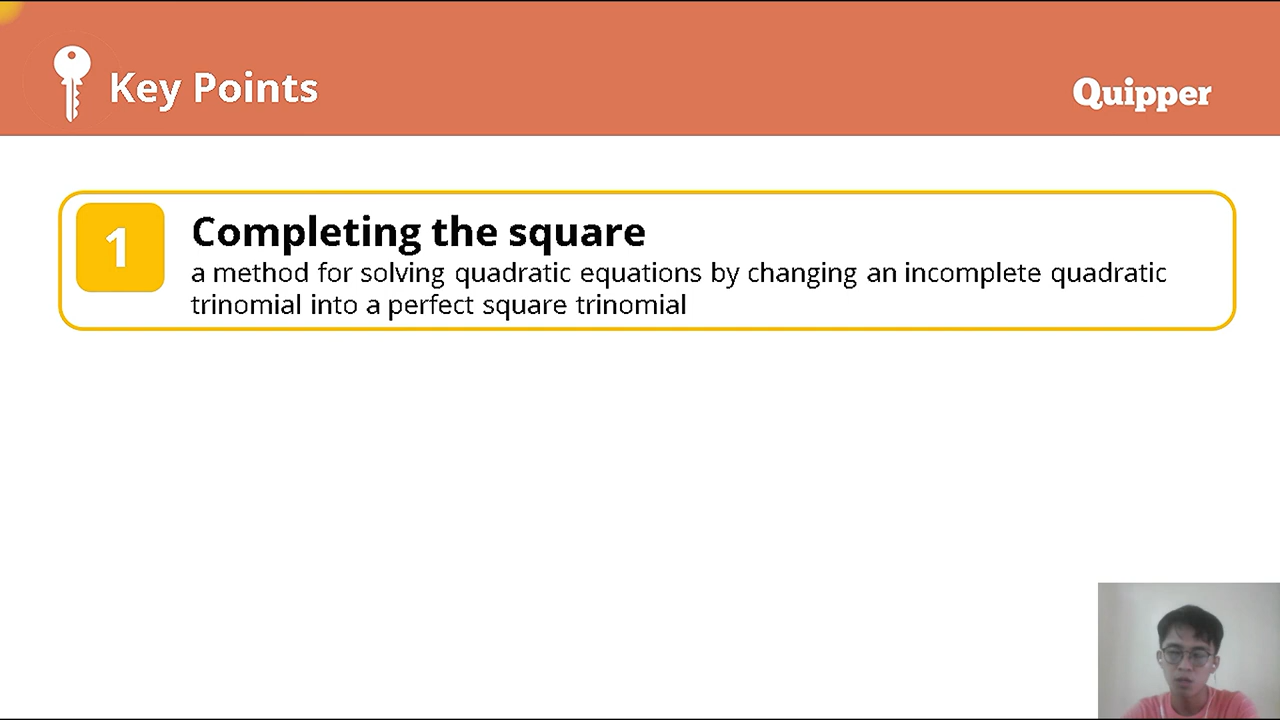 Key Points
Quipper
1
Completing the square
a method for solving quadratic equations by changing an incomplete quadratic
trinomial into a perfect square trinomial